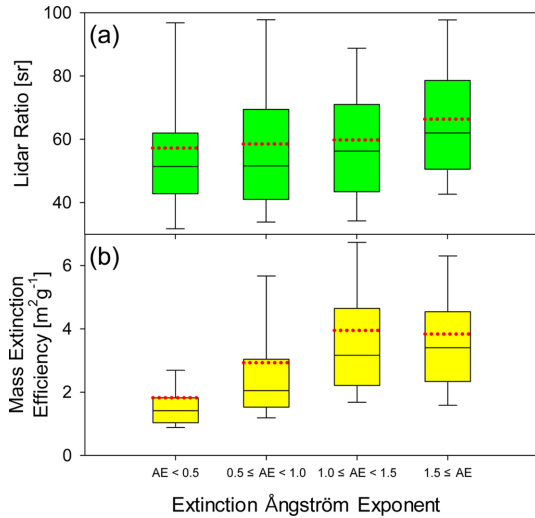 (a)
Lidar Ratio [sr]
100
80
60
40
(b)
Mass Extinction
Efficiency [m²g⁻¹]
6
4
2
0
AE < 0.5 0.5 ≤ AE < 1.0 1.0 ≤ AE < 1.5 1.5 ≤ AE
Extinction Ångström Exponent